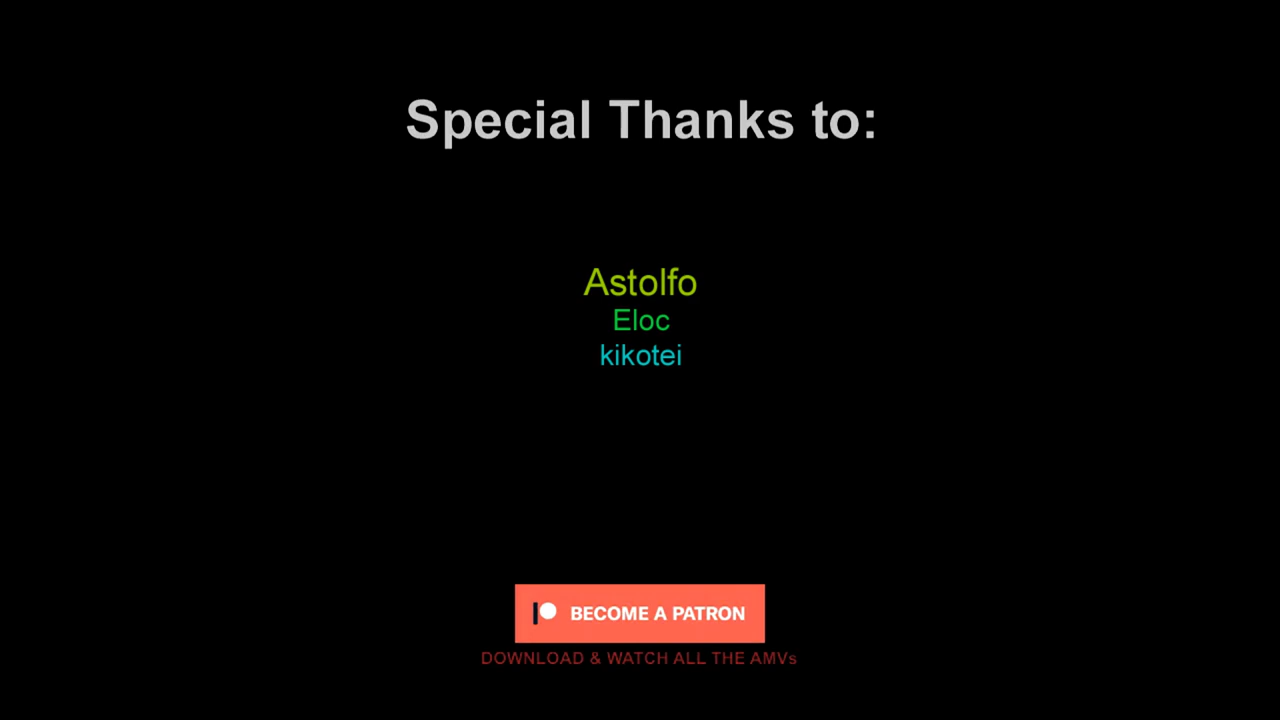 Special Thanks to:
Astolfo
Eloc
kikotei
BECOME A PATRON
DOWNLOAD & WATCH ALL THE AMVs